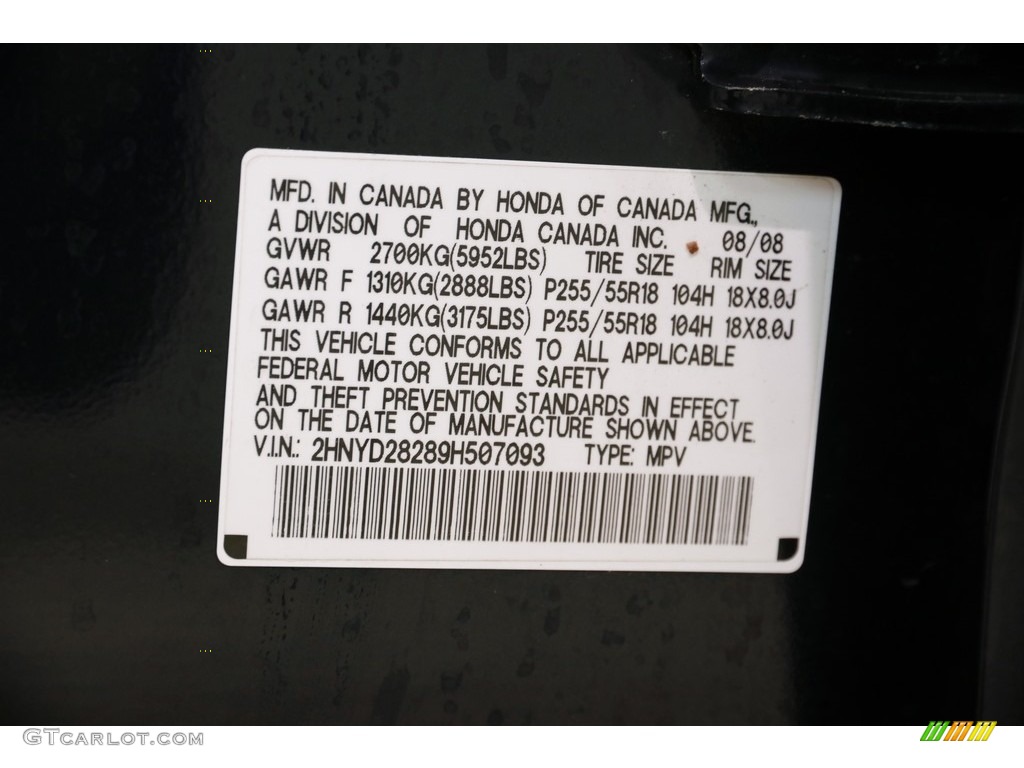 MFD. IN CANADA BY HONDA OF CANADA MFG.,
A DIVISION OF HONDA CANADA INC. 08/08
GVWR 2700KG(5952LBS) TIRE SIZE RIM SIZE
GAWR F 1310KG(2888LBS) P255/55R18 104H 18X8.0J
GAWR R 1440KG(3175LBS) P255/55R18 104H 18X8.0J
THIS VEHICLE CONFORMS TO ALL APPLICABLE
FEDERAL MOTOR VEHICLE SAFETY
AND THEFT PREVENTION STANDARDS IN EFFECT
ON THE DATE OF MANUFACTURE SHOWN ABOVE.
V.I.N.: 2HNYD28289H507093 TYPE: MPV
GTCARLOT.COM